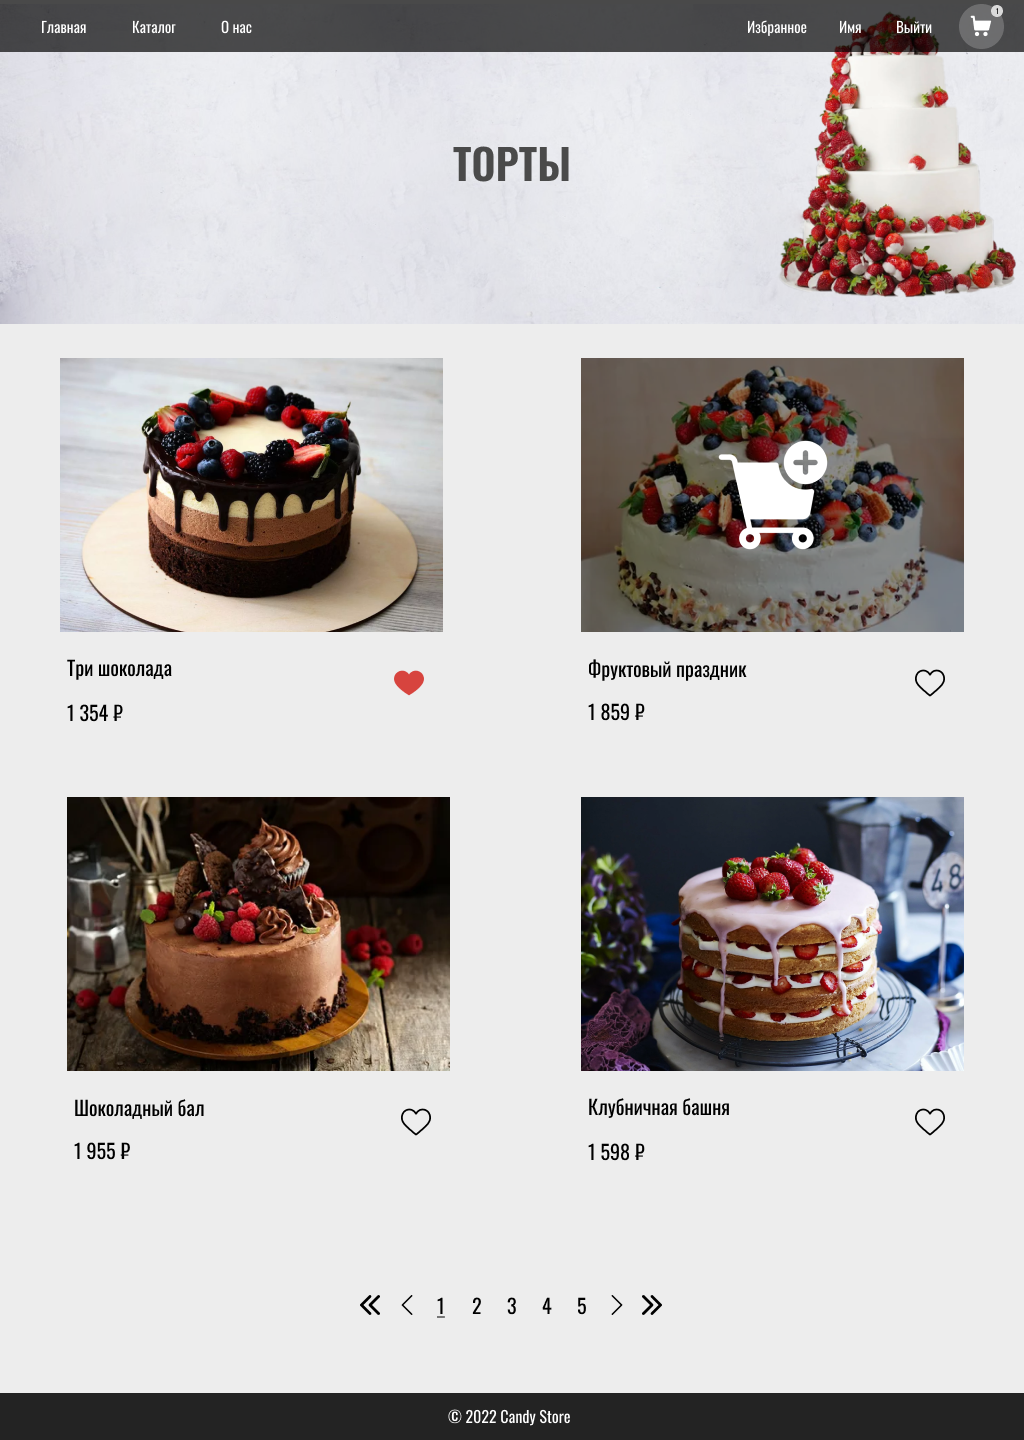 Главная Каталог О нас Избранное Имя Выйти 1
ТОРТЫ
Три шоколада
1 354 ₽
Фруктовый праздник
1 859 ₽
48
Шоколадный бал
1 955 ₽
Клубничная башня
1 598 ₽
1 2 3 4 5
© 2022 Candy Store